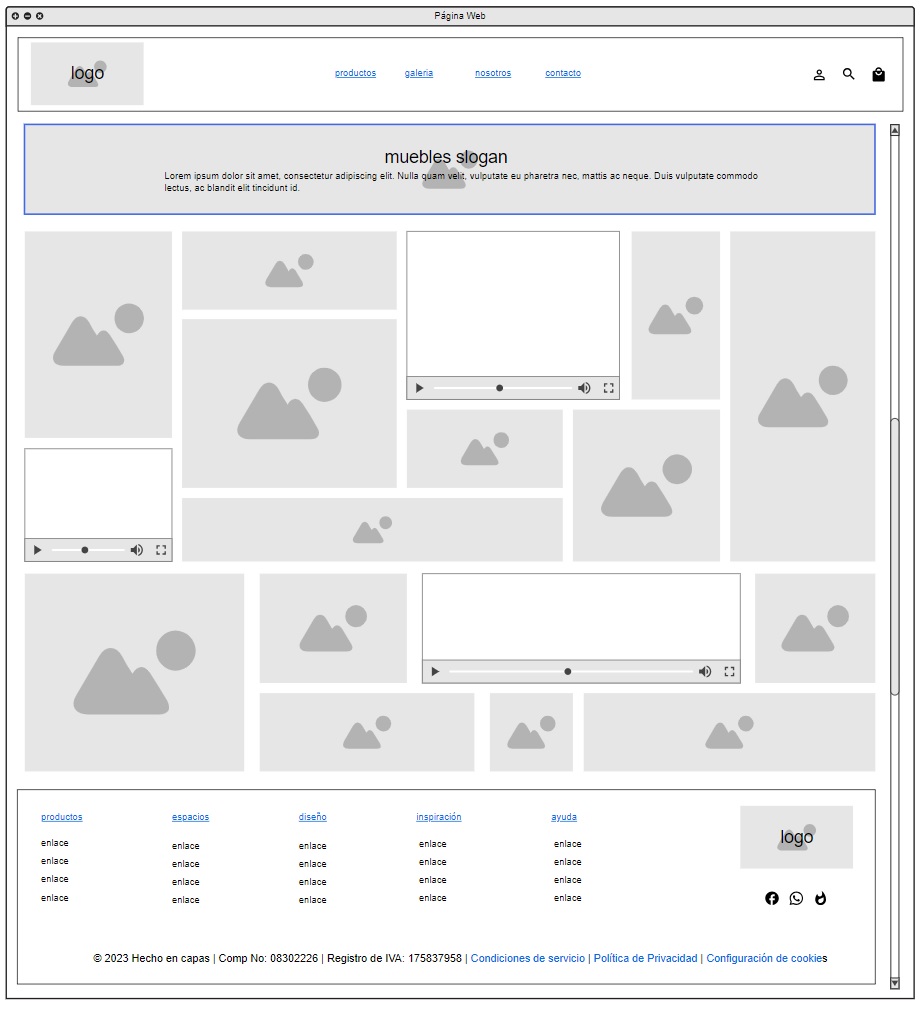 Página Web
logo
productos galeria nosotros contacto
muebles slogan
Lorem ipsum dolor sit amet, consectetur adipiscing elit. Nulla quam velit, vulputate eu pharetra nec, mattis ac neque. Duis vulputate commodo
lectus, ac blandit elit tincidunt id.
productos espacios diseño inspiración ayuda
logo
enlace enlace enlace enlace enlace
enlace enlace enlace enlace enlace
enlace enlace enlace enlace enlace
enlace enlace enlace enlace enlace
© 2023 Hecho en capas | Comp No: 08302226 | Registro de IVA: 175837958 | Condiciones de servicio | Política de Privacidad | Configuración de cookies